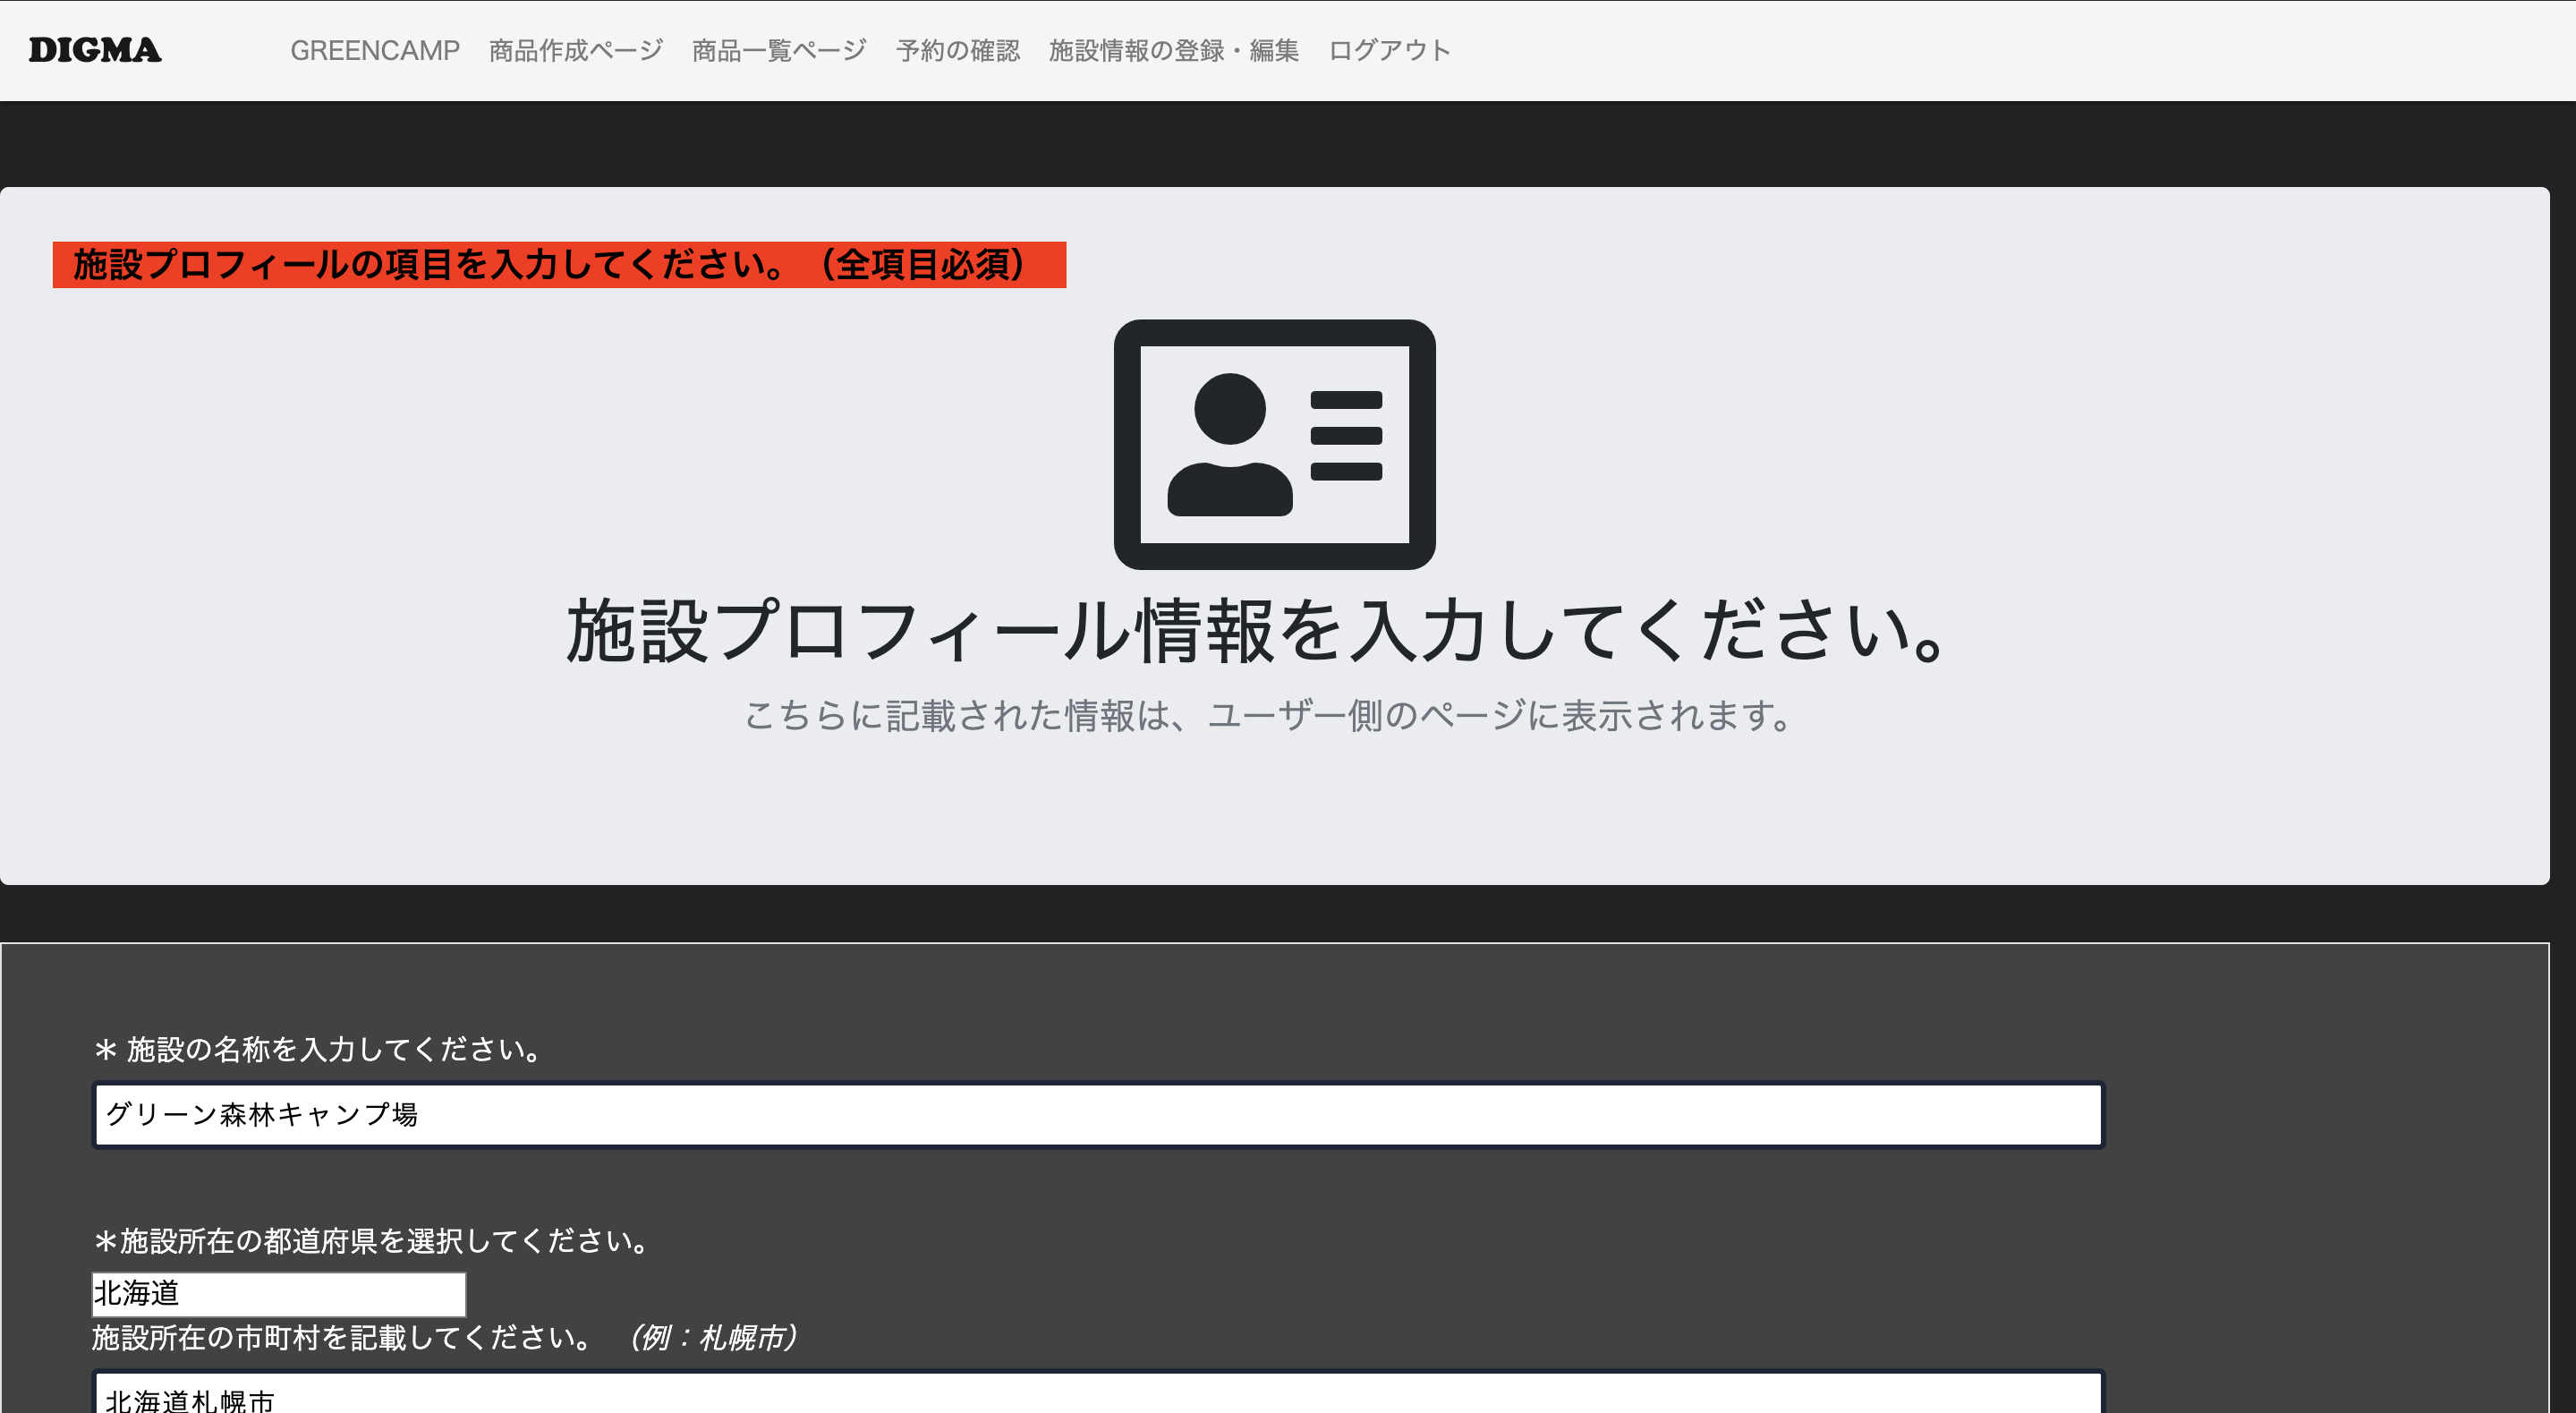 DIGMA GREENCAMP 商品作成ページ 商品一覧ページ 予約の確認 施設情報の登録・編集 ログアウト
施設プロフィールの項目を入力してください。（全項目必須）
施設プロフィール情報を入力してください。
こちらに記載された情報は、ユーザー側のページに表示されます。
＊ 施設の名称を入力してください。
グリーン森林キャンプ場
＊施設所在の都道府県を選択してください。
北海道
施設所在の市町村を記載してください。（例：札幌市）
北海道札幌市